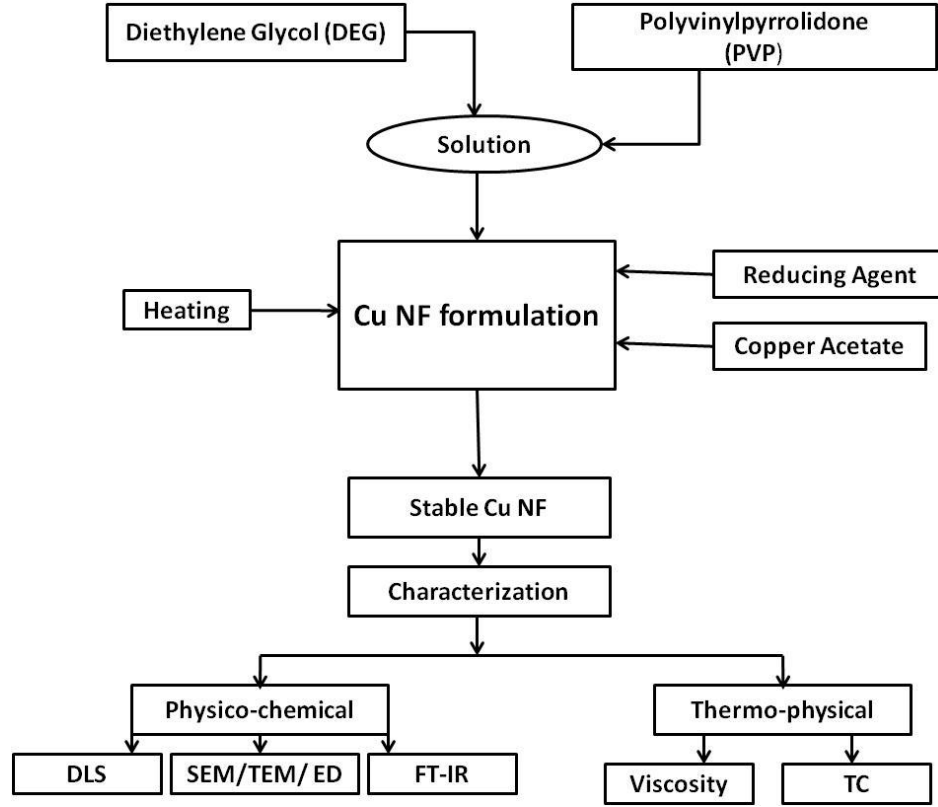 Diethylene Glycol (DEG)
Polyvinylpyrrolidone
(PVP)
Solution
Reducing Agent
Heating
Cu NF formulation
Copper Acetate
Stable Cu NF
Characterization
Physico-chemical
Thermo-physical
DLS
SEM/TEM/ ED
FT-IR
Viscosity
TC